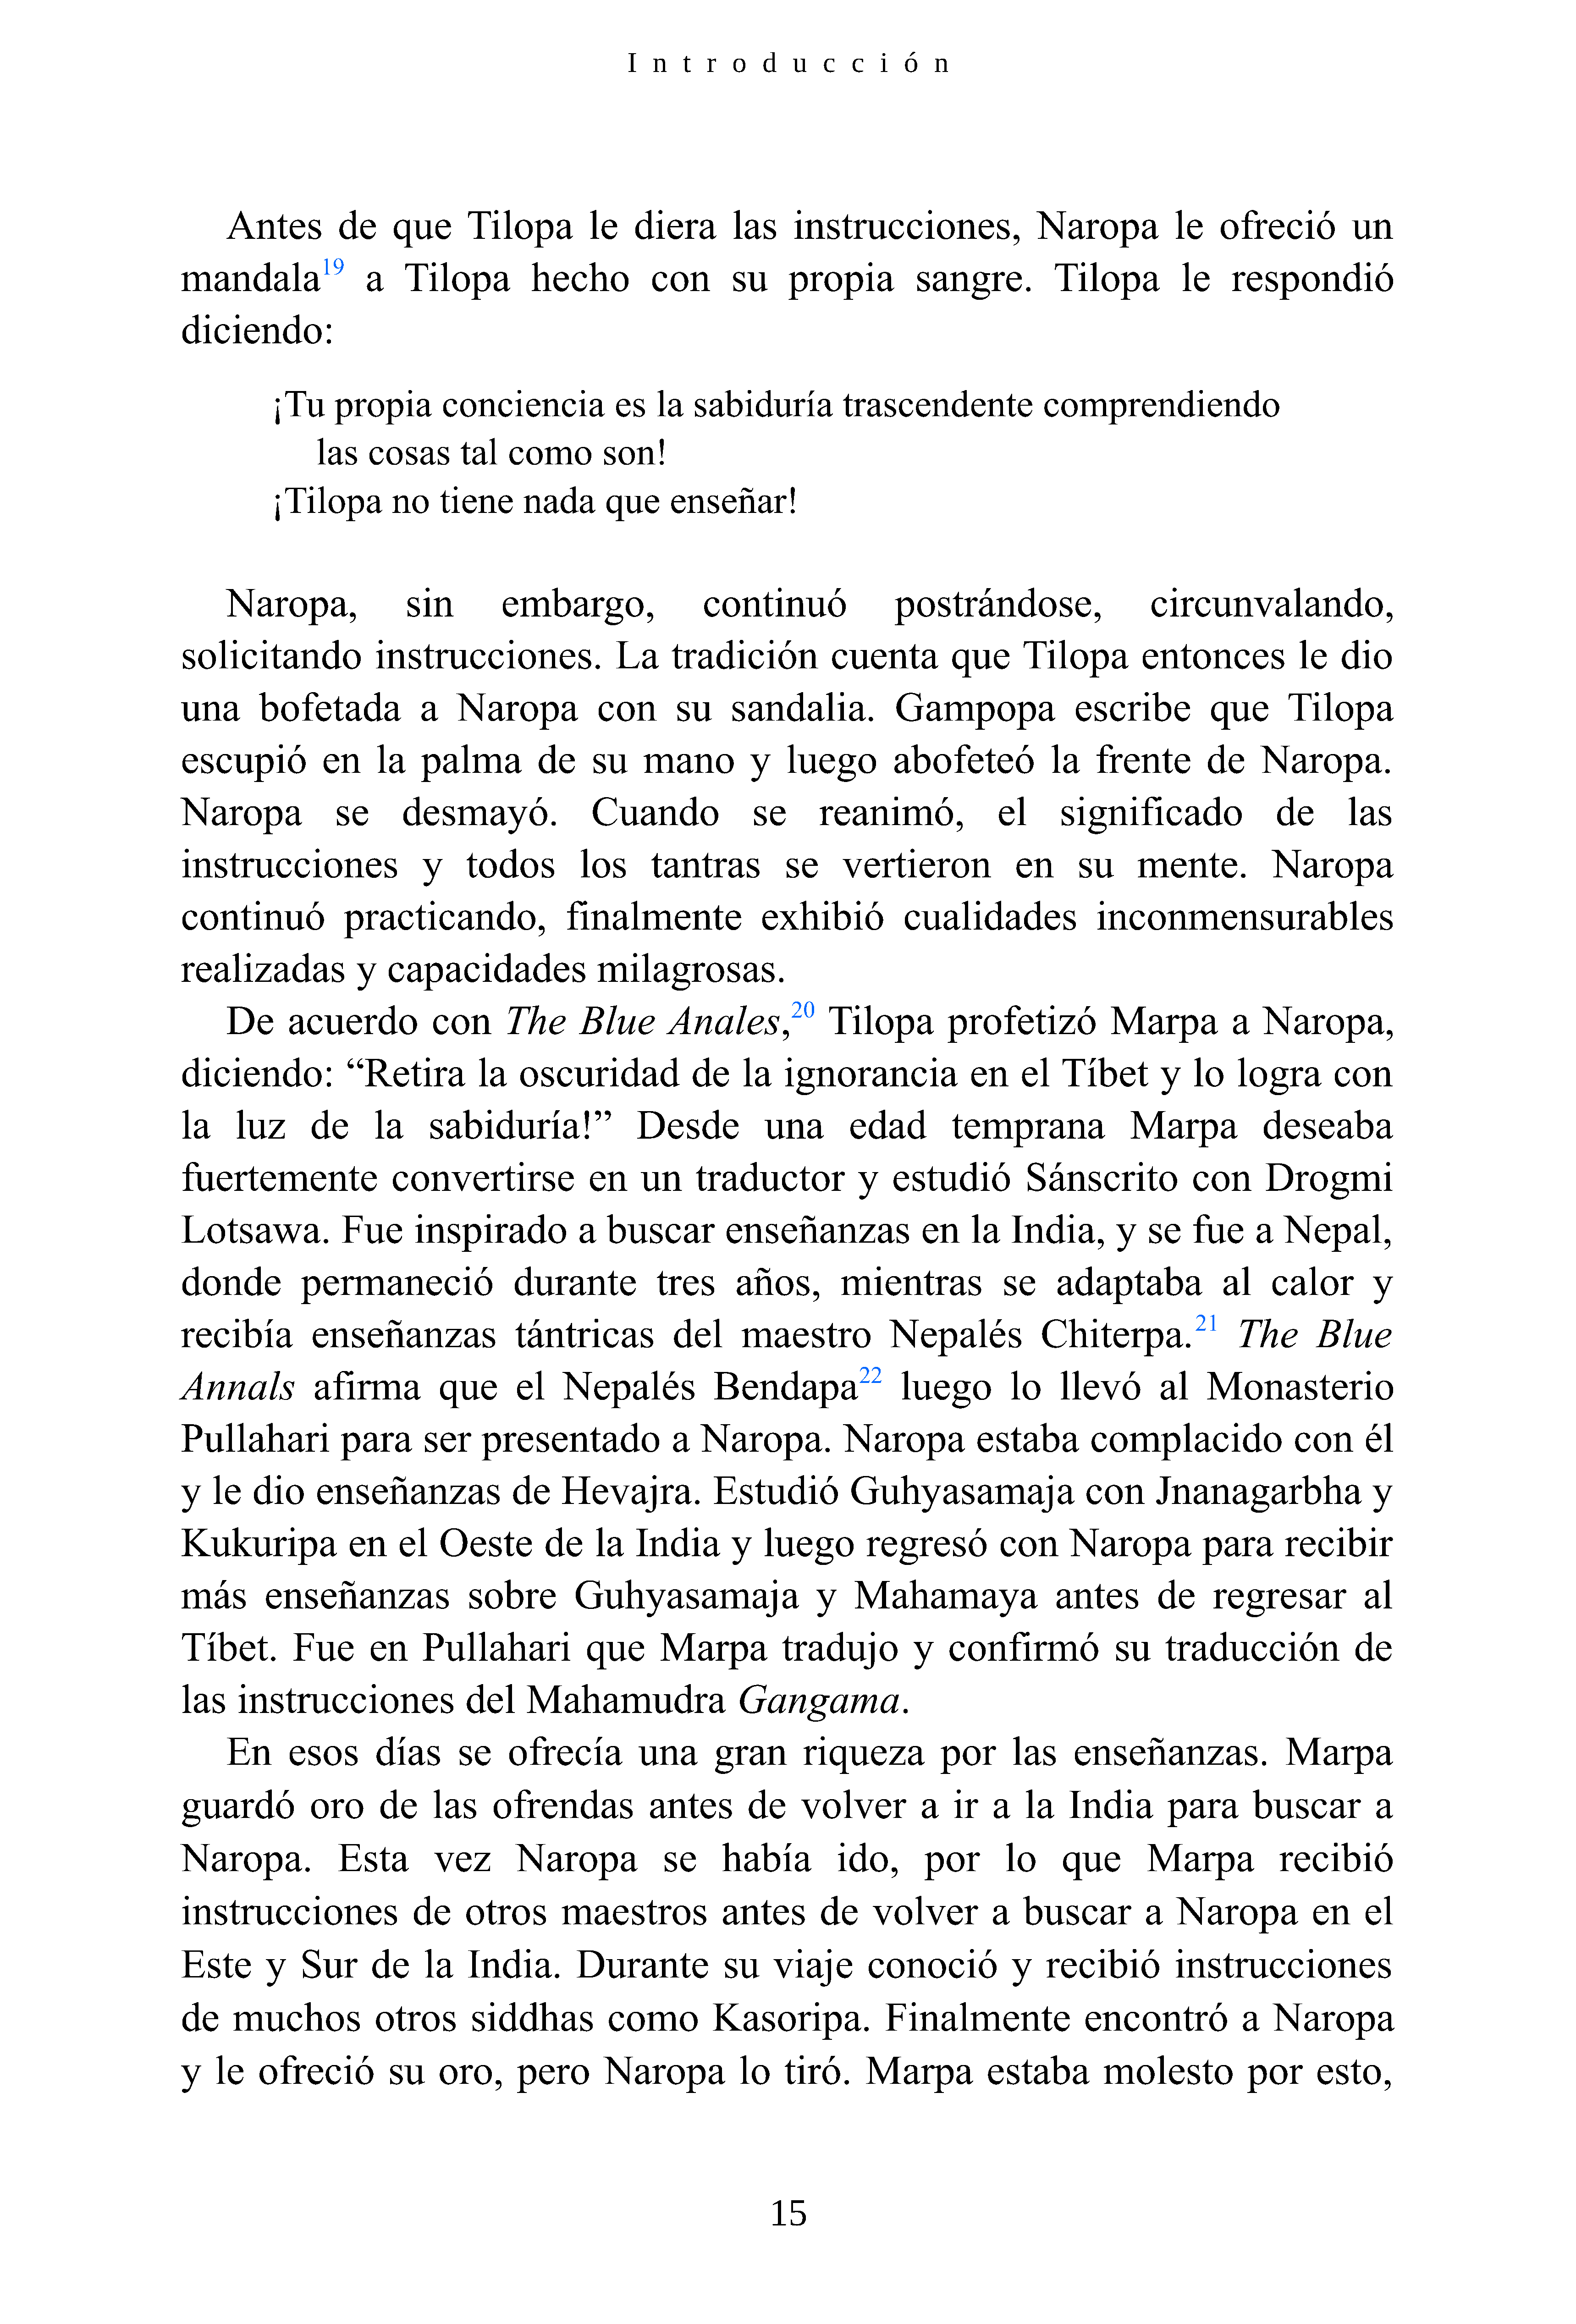 Introducción
Antes de que Tilopa le diera las instrucciones, Naropa le ofreció un
mandala19 a Tilopa hecho con su propia sangre. Tilopa le respondió
diciendo:
¡Tu propia conciencia es la sabiduría trascendente comprendiendo
las cosas tal como son!
¡Tilopa no tiene nada que enseñar!
Naropa, sin embargo, continuó postrándose, circunvalando,
solicitando instrucciones. La tradición cuenta que Tilopa entonces le dio
una bofetada a Naropa con su sandalia. Gampopa escribe que Tilopa
escupió en la palma de su mano y luego abofeteó la frente de Naropa.
Naropa se desmayó. Cuando se reanimó, el significado de las
instrucciones y todos los tantras se vertieron en su mente. Naropa
continuó practicando, finalmente exhibió cualidades inconmensurables
realizadas y capacidades milagrosas.
De acuerdo con The Blue Anales,20 Tilopa profetizó Marpa a Naropa,
diciendo: “Retira la oscuridad de la ignorancia en el Tíbet y lo logra con
la luz de la sabiduría!” Desde una edad temprana Marpa deseaba
fuertemente convertirse en un traductor y estudió Sánscrito con Drogmi
Lotsawa. Fue inspirado a buscar enseñanzas en la India, y se fue a Nepal,
donde permaneció durante tres años, mientras se adaptaba al calor y
recibía enseñanzas tántricas del maestro Nepalés Chiterpa.21 The Blue
Annals afirma que el Nepalés Bendapa22 luego lo llevó al Monasterio
Pullahari para ser presentado a Naropa. Naropa estaba complacido con él
y le dio enseñanzas de Hevajra. Estudió Guhyasamaja con Jnanagarbha y
Kukuripa en el Oeste de la India y luego regresó con Naropa para recibir
más enseñanzas sobre Guhyasamaja y Mahamaya antes de regresar al
Tíbet. Fue en Pullahari que Marpa tradujo y confirmó su traducción de
las instrucciones del Mahamudra Gangama.
En esos días se ofrecía una gran riqueza por las enseñanzas. Marpa
guardó oro de las ofrendas antes de volver a ir a la India para buscar a
Naropa. Esta vez Naropa se había ido, por lo que Marpa recibió
instrucciones de otros maestros antes de volver a buscar a Naropa en el
Este y Sur de la India. Durante su viaje conoció y recibió instrucciones
de muchos otros siddhas como Kasoripa. Finalmente encontró a Naropa
y le ofreció su oro, pero Naropa lo tiró. Marpa estaba molesto por esto,
15